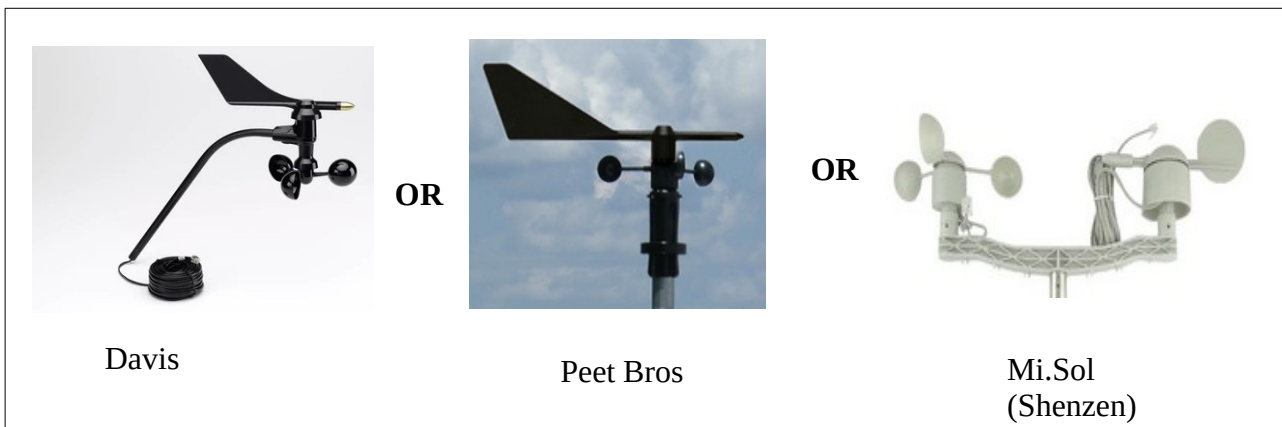 OR
OR
Davis
Peet Bros
Mi.Sol
(Shenzen)